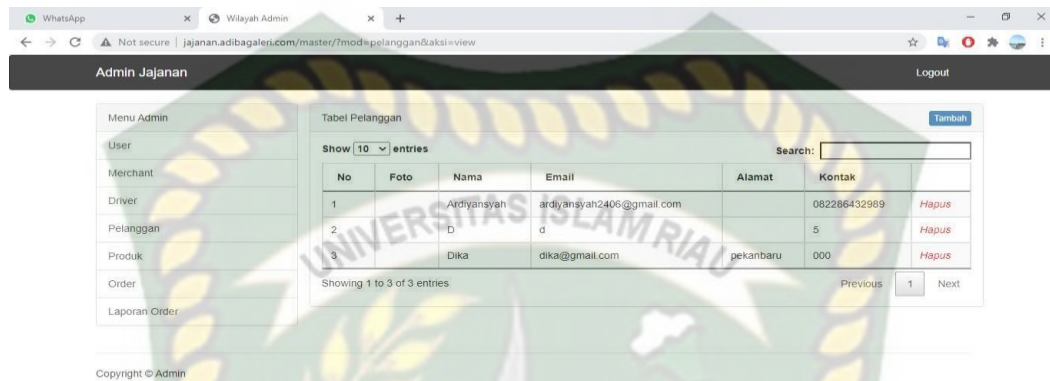 WhatsApp
Wilayah Admin
Not secure | jajanan.adibagaleri.com/master/?mod=pelanggan&aksi=view
Admin Jajanan Logout
Menu Admin
User
Merchant
Driver
Pelanggan
Produk
Order
Laporan Order
Tabel Pelanggan Tambah
Show 10 entries Search:
No Foto Nama Email Alamat Kontak
1 Ardiyansyah ardiyansyah2406@gmail.com 082286432989 Hapus
2 D d 5 Hapus
3 Dika dika@gmail.com pekanbaru 000 Hapus
Showing 1 to 3 of 3 entries Previous 1 Next
Copyright © Admin
UNIVERSITAS ISLAM RIAU